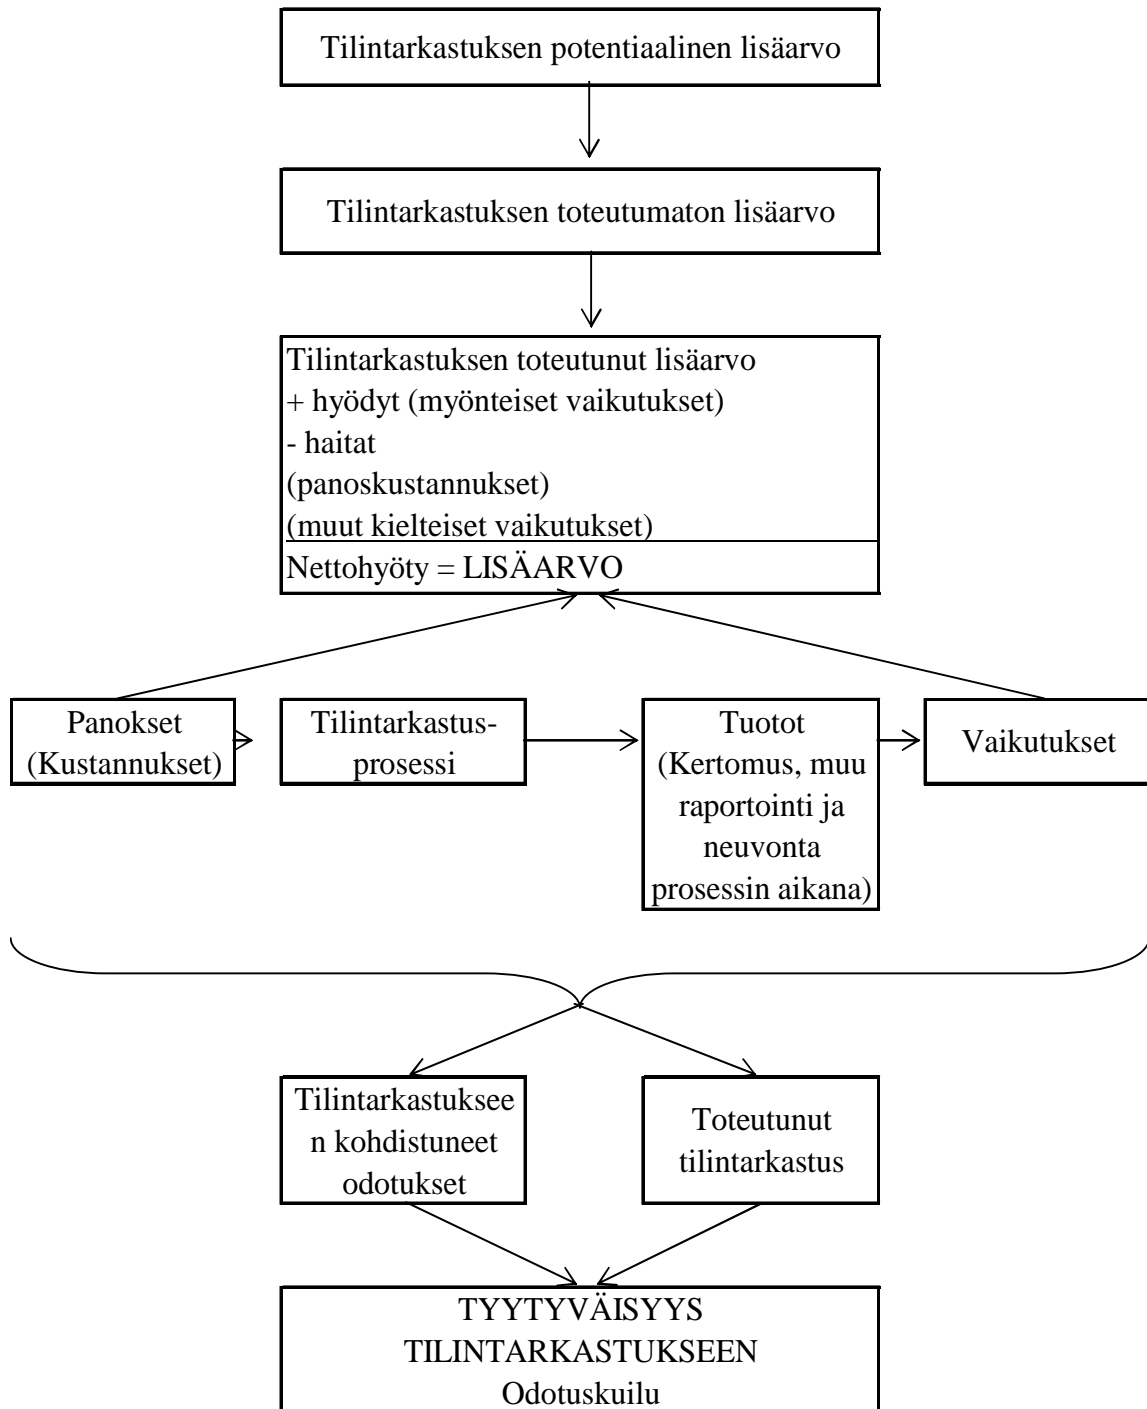 Tilintarkastuksen potentiaalinen lisäarvo
Tilintarkastuksen toteutumaton lisäarvo
Tilintarkastuksen toteutunut lisäarvo
+ hyödyt (myönteiset vaikutukset)
- haitat
(panoskustannukset)
(muut kielteiset vaikutukset)
Nettohyöty = LISÄARVO
Panokset
(Kustannukset)
Tilintarkastus-
prosessi
Tuotot
(Kertomus, muu
raportointi ja
neuvonta
prosessin aikana)
Vaikutukset
Tilintarkastuksee
n kohdistuneet
odotukset
Toteutunut
tilintarkastus
TYYTYVÄISYYS
TILINTARKASTUKSEEN
Odotuskuilu